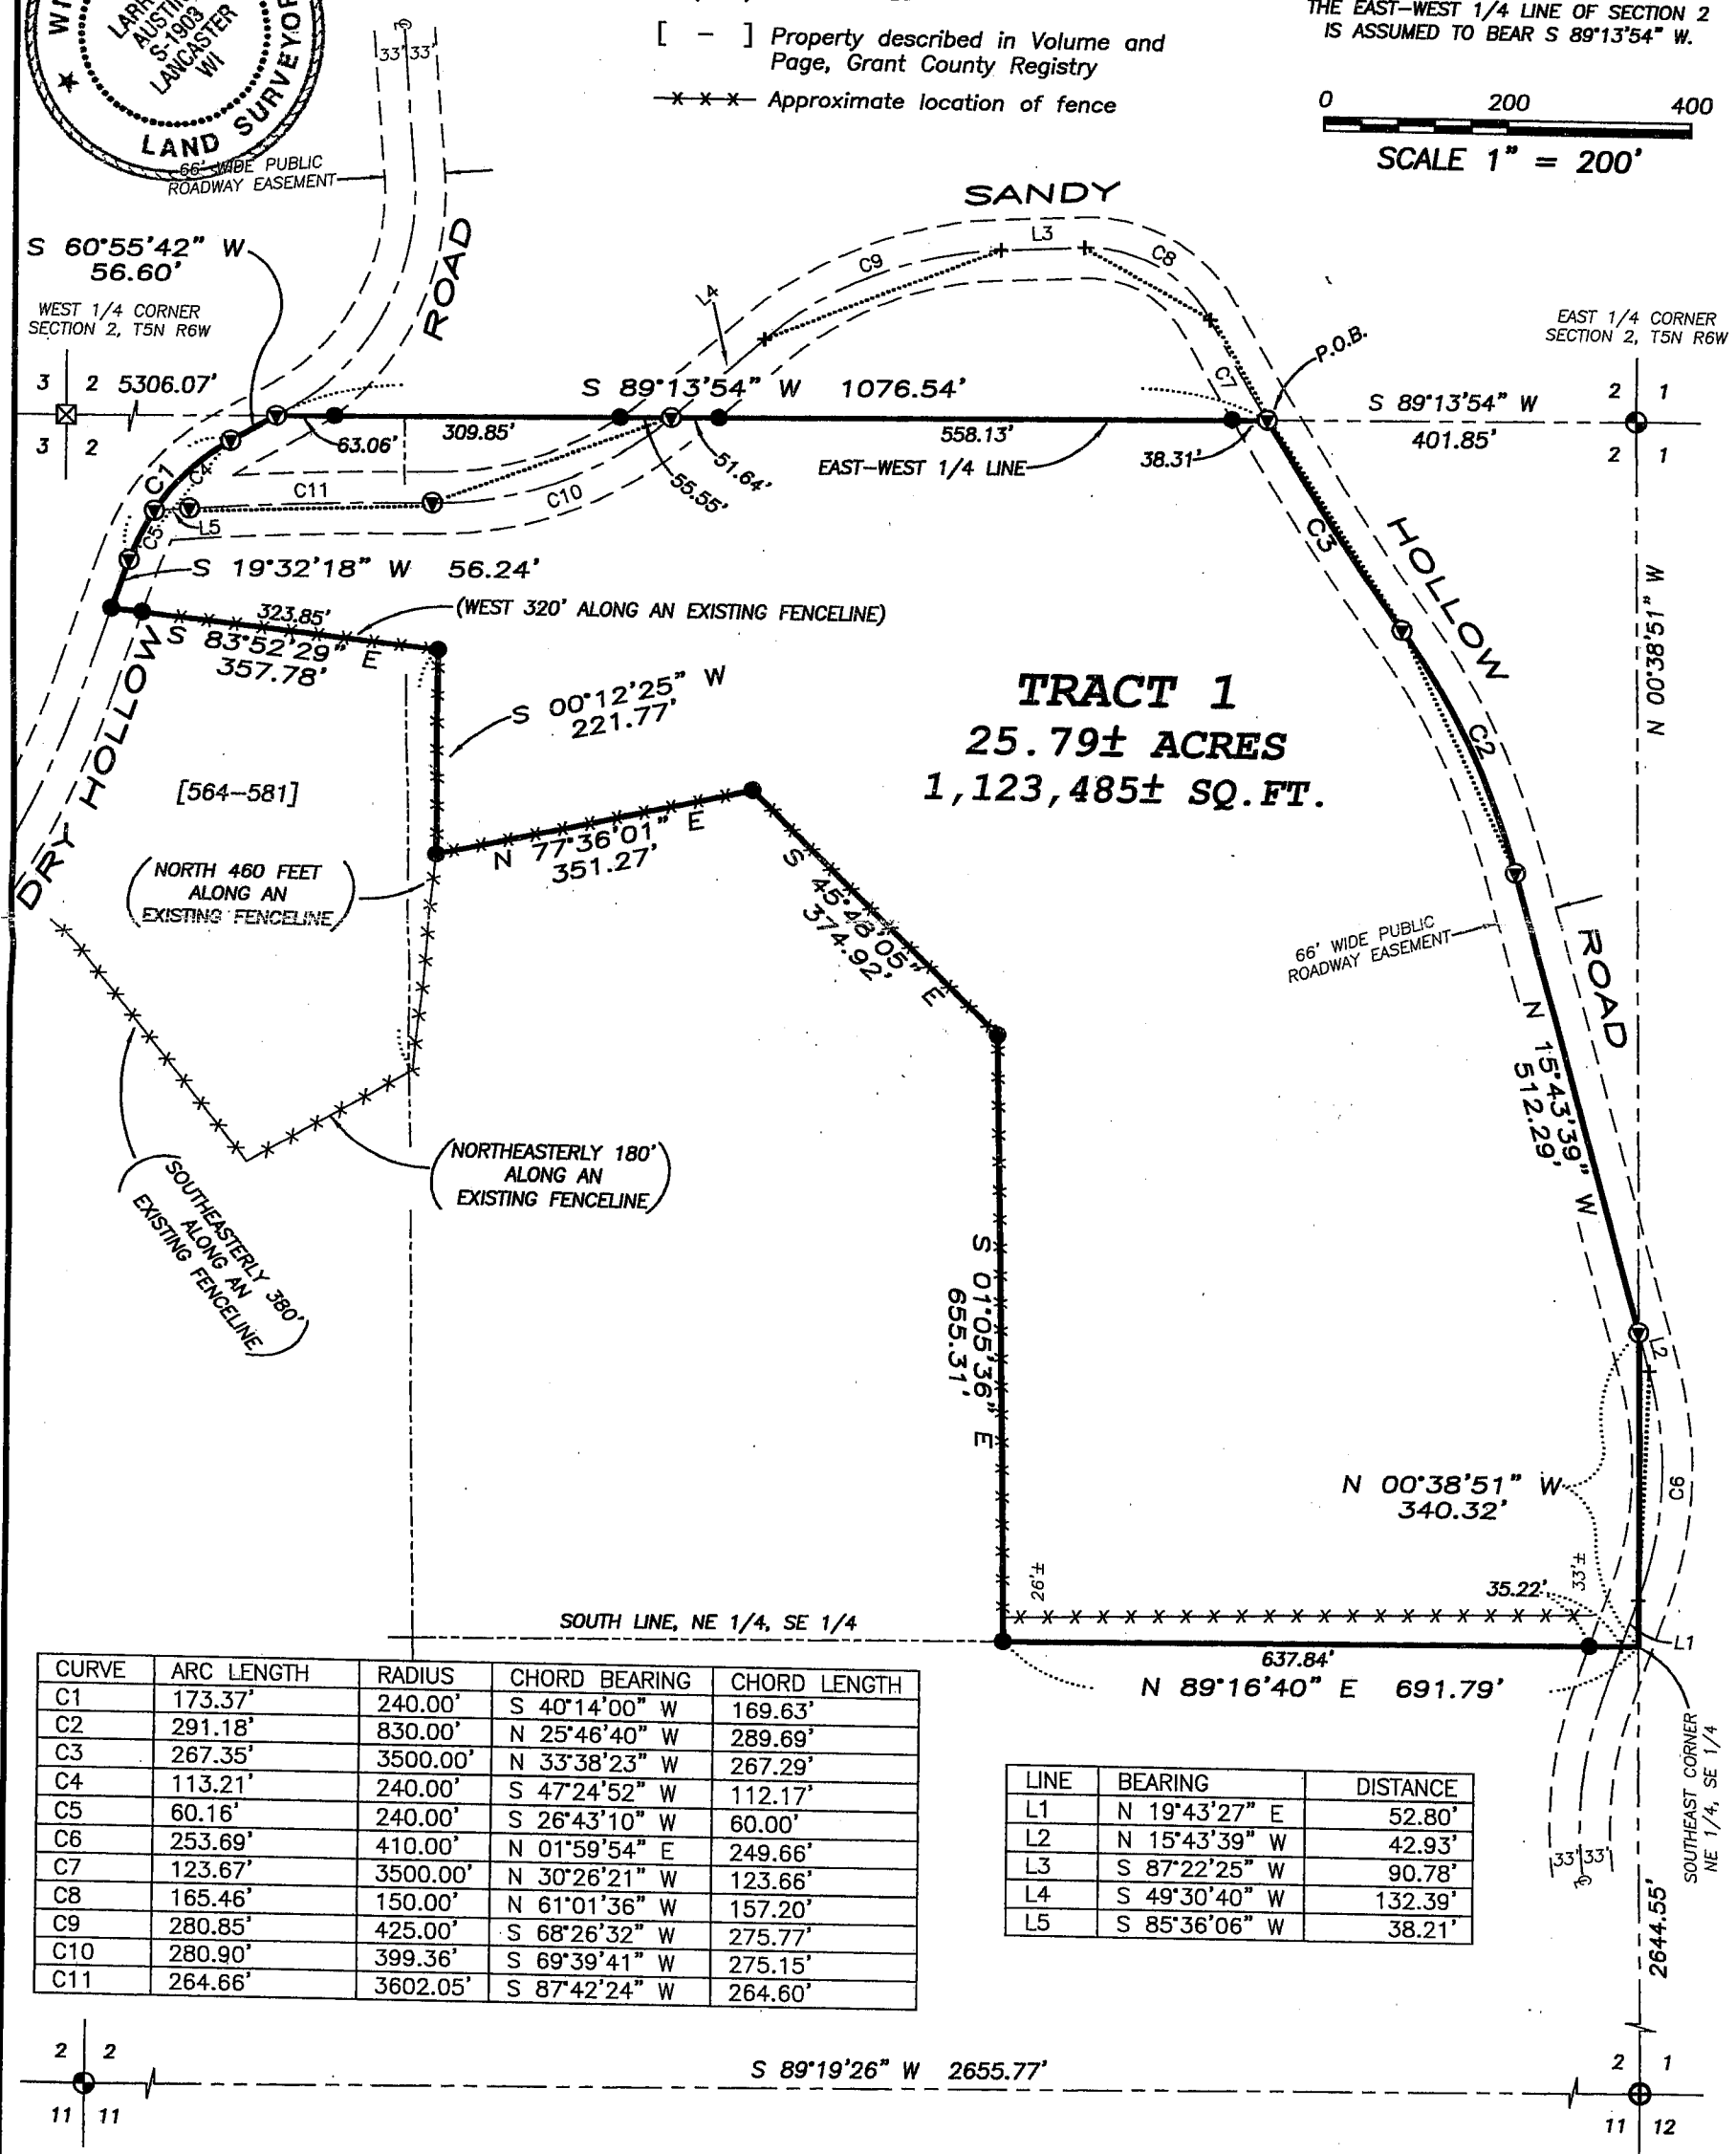 LAND SURVEYOR
AUSTIN
S-1903
LANCASTER
WI
33' 33'
[ - ] Property described in Volume and
Page, Grant County Registry
-x-x-x- Approximate location of fence
THE EAST-WEST 1/4 LINE OF SECTION 2
IS ASSUMED TO BEAR S 89°13'54" W.
0 200 400
SCALE 1" = 200'
66' WIDE PUBLIC
ROADWAY EASEMENT
SANDY
ROAD
L3
C9
C8
L4
C7
P.O.B.
S 60°55'42" W
56.60'
WEST 1/4 CORNER
SECTION 2, T5N R6W
EAST 1/4 CORNER
SECTION 2, T5N R6W
3 2 5306.07'
3 2
S 89°13'54" W 1076.54'
S 89°13'54" W
401.85'
2 1
2 1
63.06'
309.85'
55.55'
51.64'
558.13'
38.31'
EAST-WEST 1/4 LINE
C1
C4
C5
L5
C11
C10
C3
HOLLOW
S 19°32'18" W 56.24'
(WEST 320' ALONG AN EXISTING FENCELINE)
323.85'
S 83°52'29" E
357.78'
S 00°12'25" W
221.77'
N 00°38'51" W
TRACT 1
25.79± ACRES
1,123,485± SQ.FT.
C2
DRY HOLLOW
[564-581]
N 77°36'01" E
351.27'
S 45°48'05" E
374.92'
(NORTH 460 FEET
ALONG AN
EXISTING FENCELINE)
66' WIDE PUBLIC
ROADWAY EASEMENT
ROAD
N 15°43'39" W
512.29'
(NORTHEASTERLY 180'
ALONG AN
EXISTING FENCELINE)
(SOUTHEASTERLY 380'
ALONG AN
EXISTING FENCELINE)
S 01°05'36" E
655.31'
L2
C6
N 00°38'51" W
340.32'
26'±
33'±
35.22'
L1
SOUTH LINE, NE 1/4, SE 1/4
637.84'
N 89°16'40" E 691.79'
SOUTHEAST CORNER
NE 1/4, SE 1/4
CURVE ARC LENGTH RADIUS CHORD BEARING CHORD LENGTH
C1 173.37' 240.00' S 40°14'00" W 169.63'
C2 291.18' 830.00' N 25°46'40" W 289.69'
C3 267.35' 3500.00' N 33°38'23" W 267.29'
C4 113.21' 240.00' S 47°24'52" W 112.17'
C5 60.16' 240.00' S 26°43'10" W 60.00'
C6 253.69' 410.00' N 01°59'54" E 249.66'
C7 123.67' 3500.00' N 30°26'21" W 123.66'
C8 165.46' 150.00' N 61°01'36" W 157.20'
C9 280.85' 425.00' S 68°26'32" W 275.77'
C10 280.90' 399.36' S 69°39'41" W 275.15'
C11 264.66' 3602.05' S 87°42'24" W 264.60'
LINE BEARING DISTANCE
L1 N 19°43'27" E 52.80'
L2 N 15°43'39" W 42.93'
L3 S 87°22'25" W 90.78'
L4 S 49°30'40" W 132.39'
L5 S 85°36'06" W 38.21'
33' 33'
2644.55'
2 2
11 11
S 89°19'26" W 2655.77'
2 1
11 12